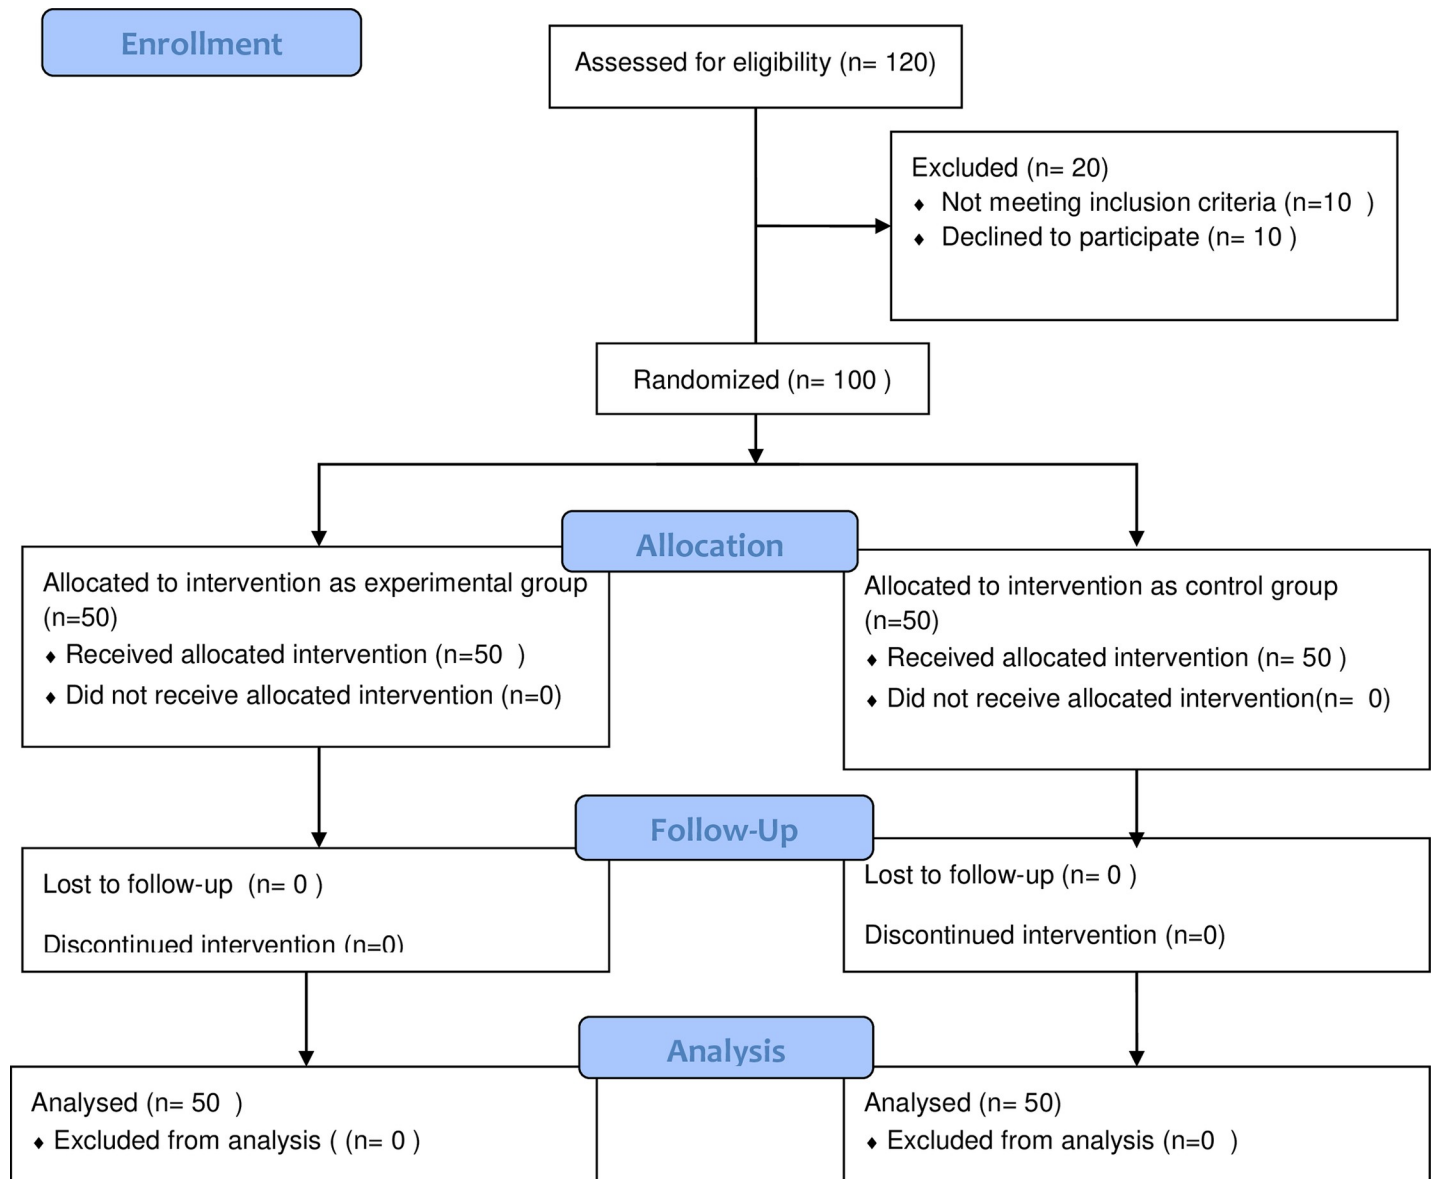 Enrollment
Assessed for eligibility (n= 120)
Excluded (n= 20)
♦ Not meeting inclusion criteria (n=10  )
♦ Declined to participate (n= 10 )
Randomized (n= 100 )
Allocation
Allocated to intervention as experimental group
(n=50)
♦ Received allocated intervention (n=50  )
♦ Did not receive allocated intervention (n=0)
Allocated to intervention as control group
(n=50)
♦ Received allocated intervention (n= 50 )
♦ Did not receive allocated intervention(n=  0)
Follow-Up
Lost to follow-up  (n= 0 )
Discontinued intervention (n=0)
Lost to follow-up (n= 0 )
Discontinued intervention (n=0)
Analysis
Analysed (n= 50  )
♦ Excluded from analysis ( (n= 0 )
Analysed (n= 50)
♦ Excluded from analysis (n=0  )